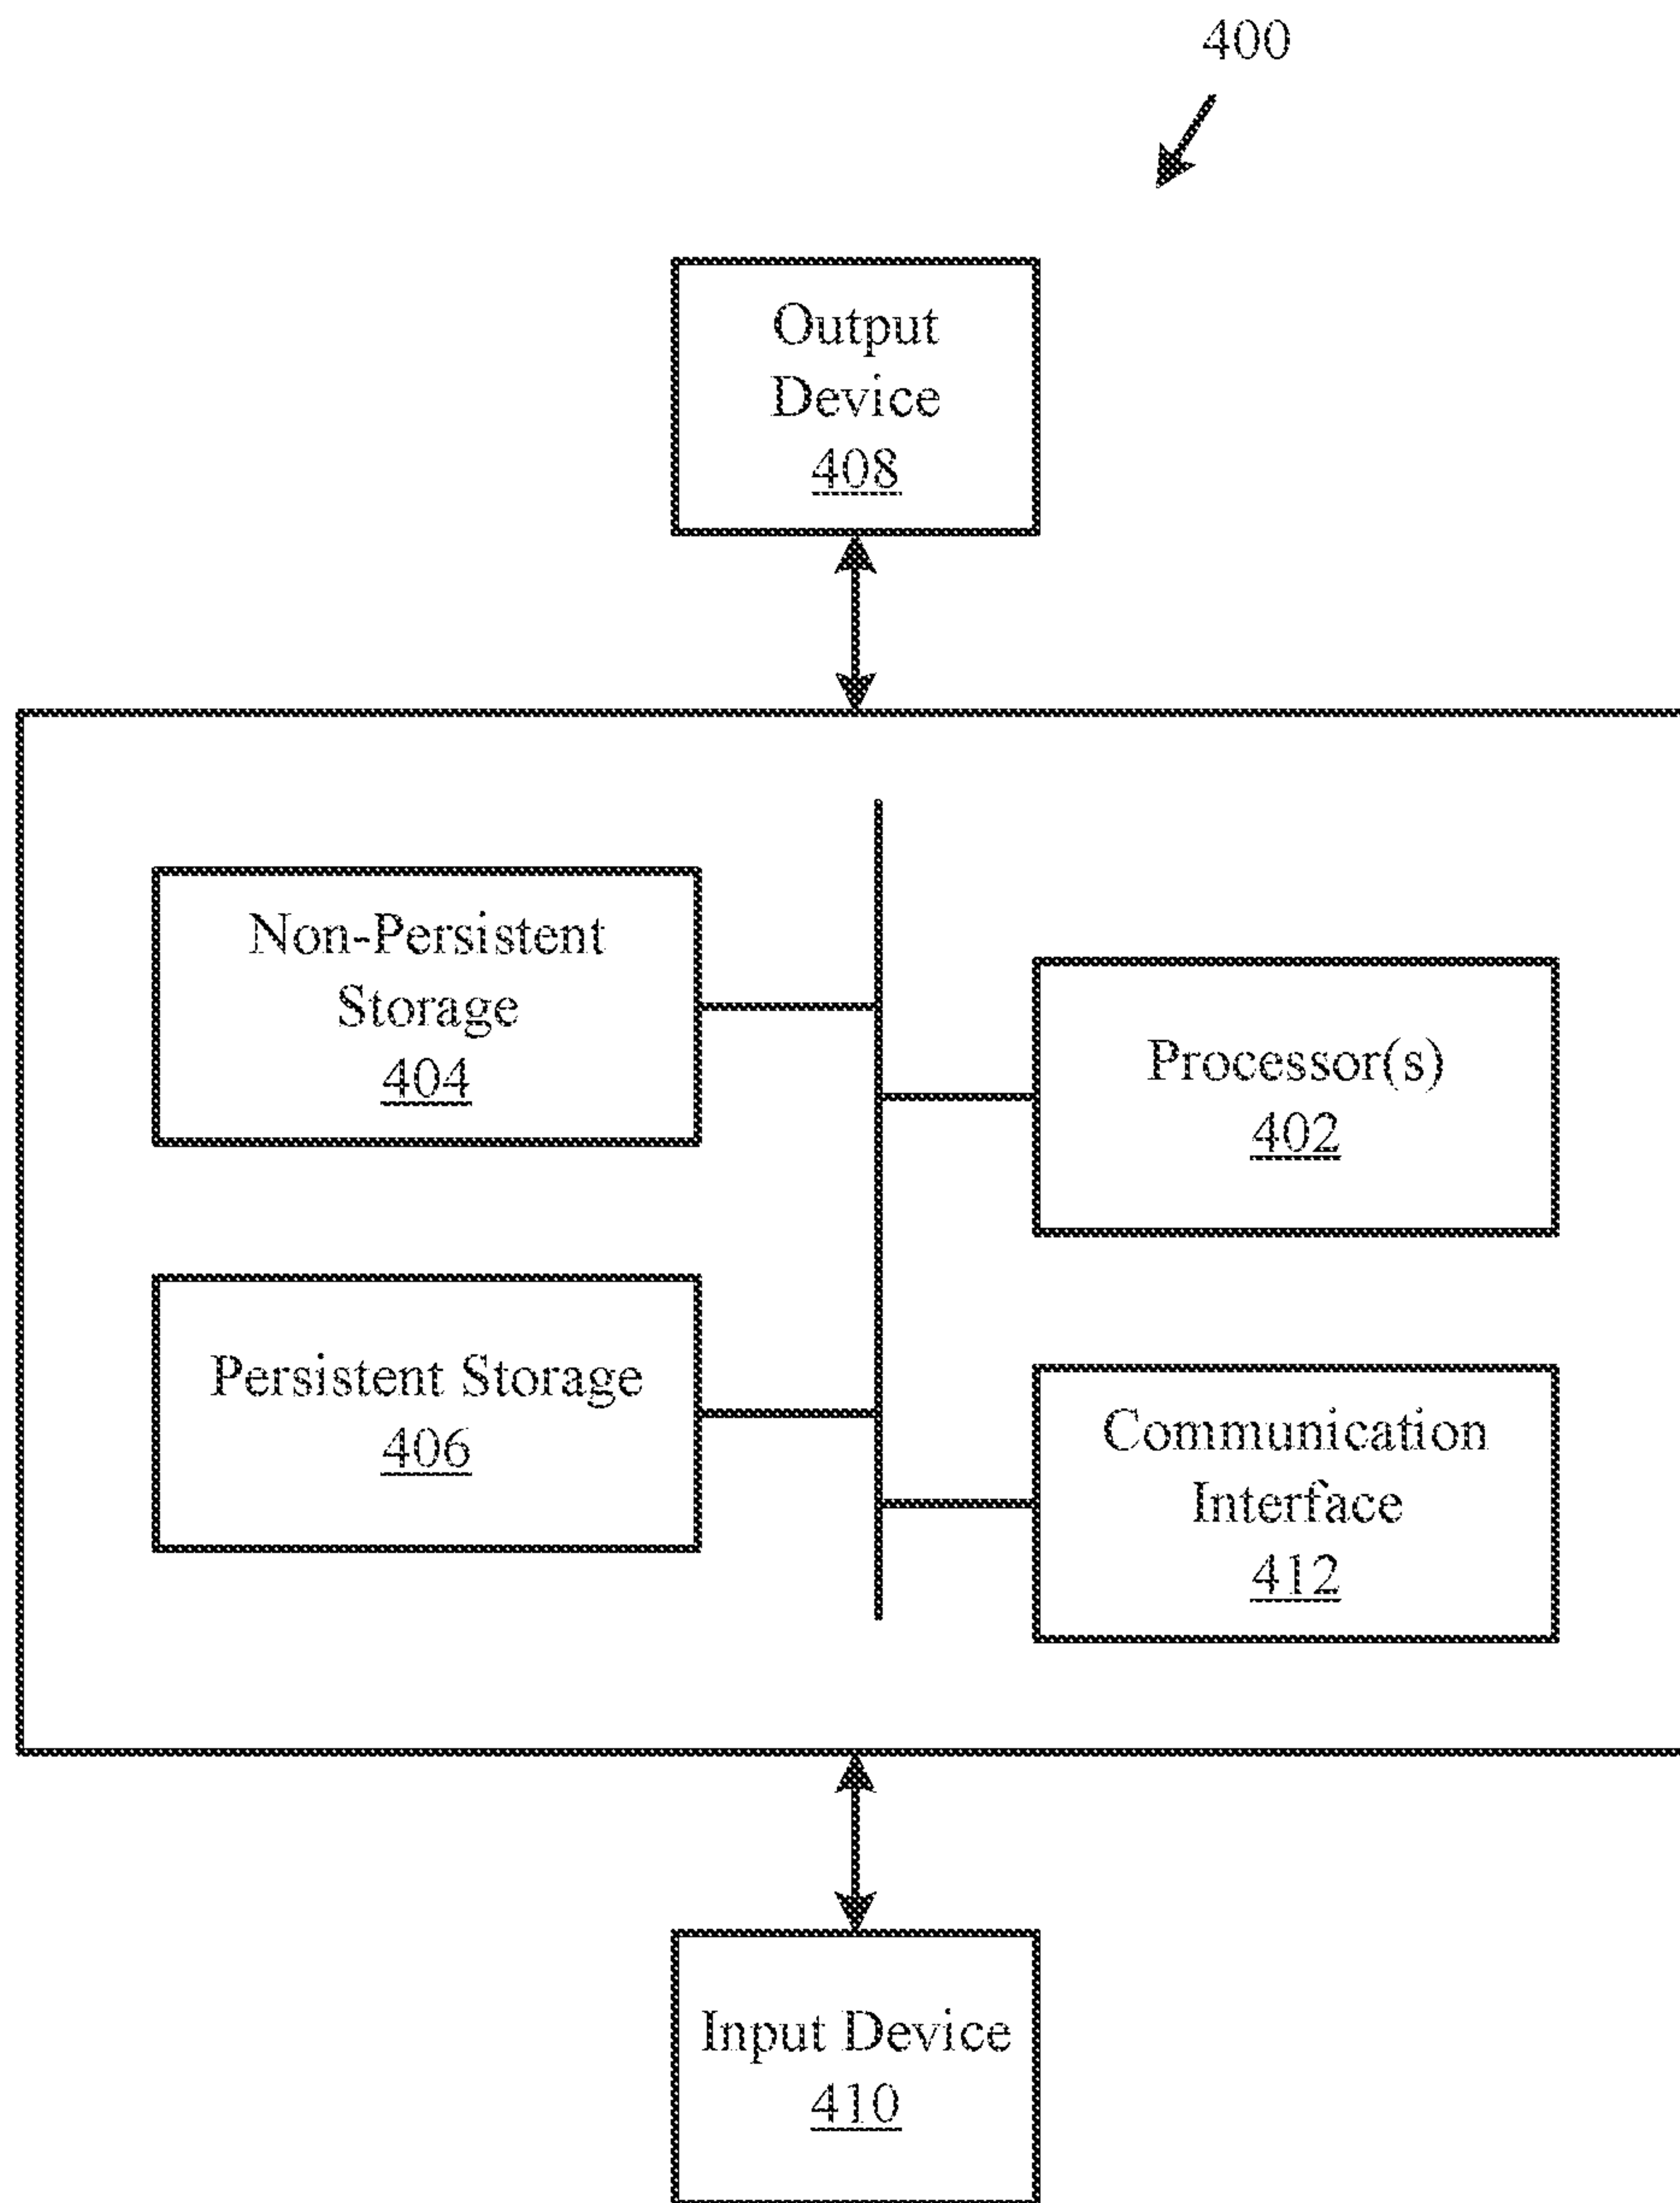 400
Output
Device
408
Non-Persistent
Storage
404
Processor(s)
402
Persistent Storage
406
Communication
Interface
412
Input Device
410